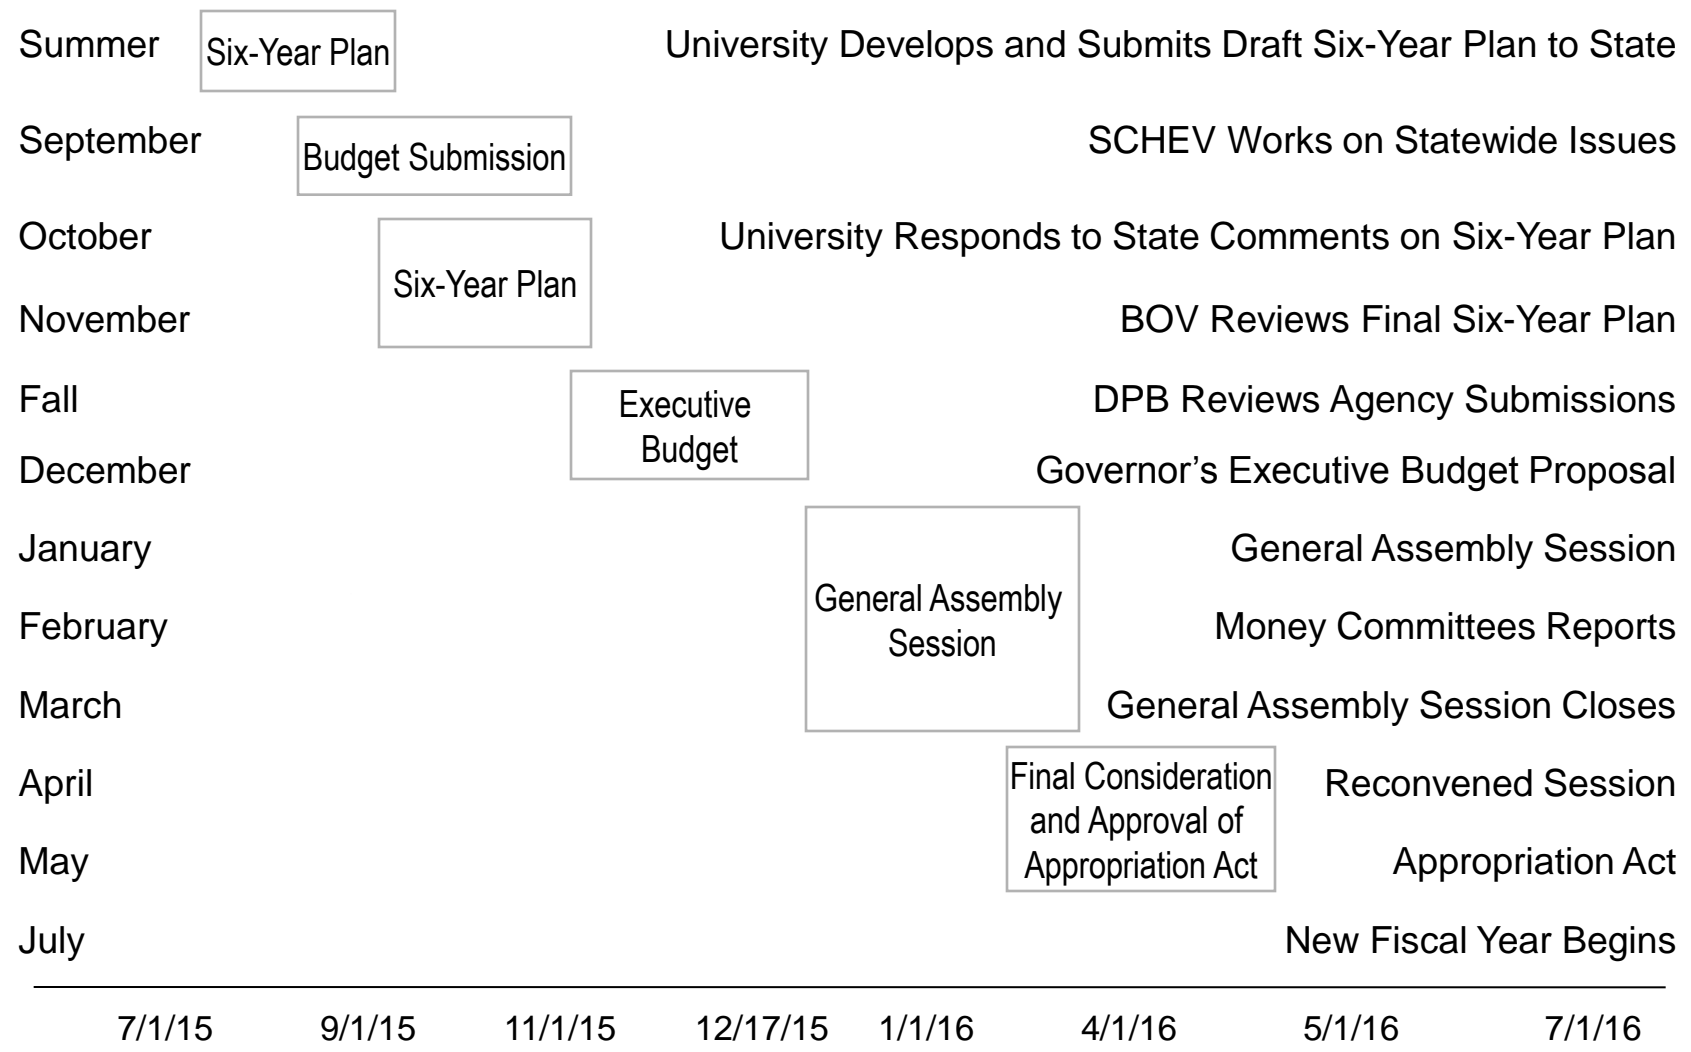 Summer
Six-Year Plan
University Develops and Submits Draft Six-Year Plan to State
September
Budget Submission
SCHEV Works on Statewide Issues
October
University Responds to State Comments on Six-Year Plan
Six-Year Plan
November
BOV Reviews Final Six-Year Plan
Fall
Executive
Budget
DPB Reviews Agency Submissions
December
Governor’s Executive Budget Proposal
January
General Assembly Session
General Assembly
Session
February
Money Committees Reports
March
General Assembly Session Closes
April
Final Consideration
and Approval of
Appropriation Act
Reconvened Session
May
Appropriation Act
July
New Fiscal Year Begins
7/1/15
9/1/15
11/1/15
12/17/15
1/1/16
4/1/16
5/1/16
7/1/16